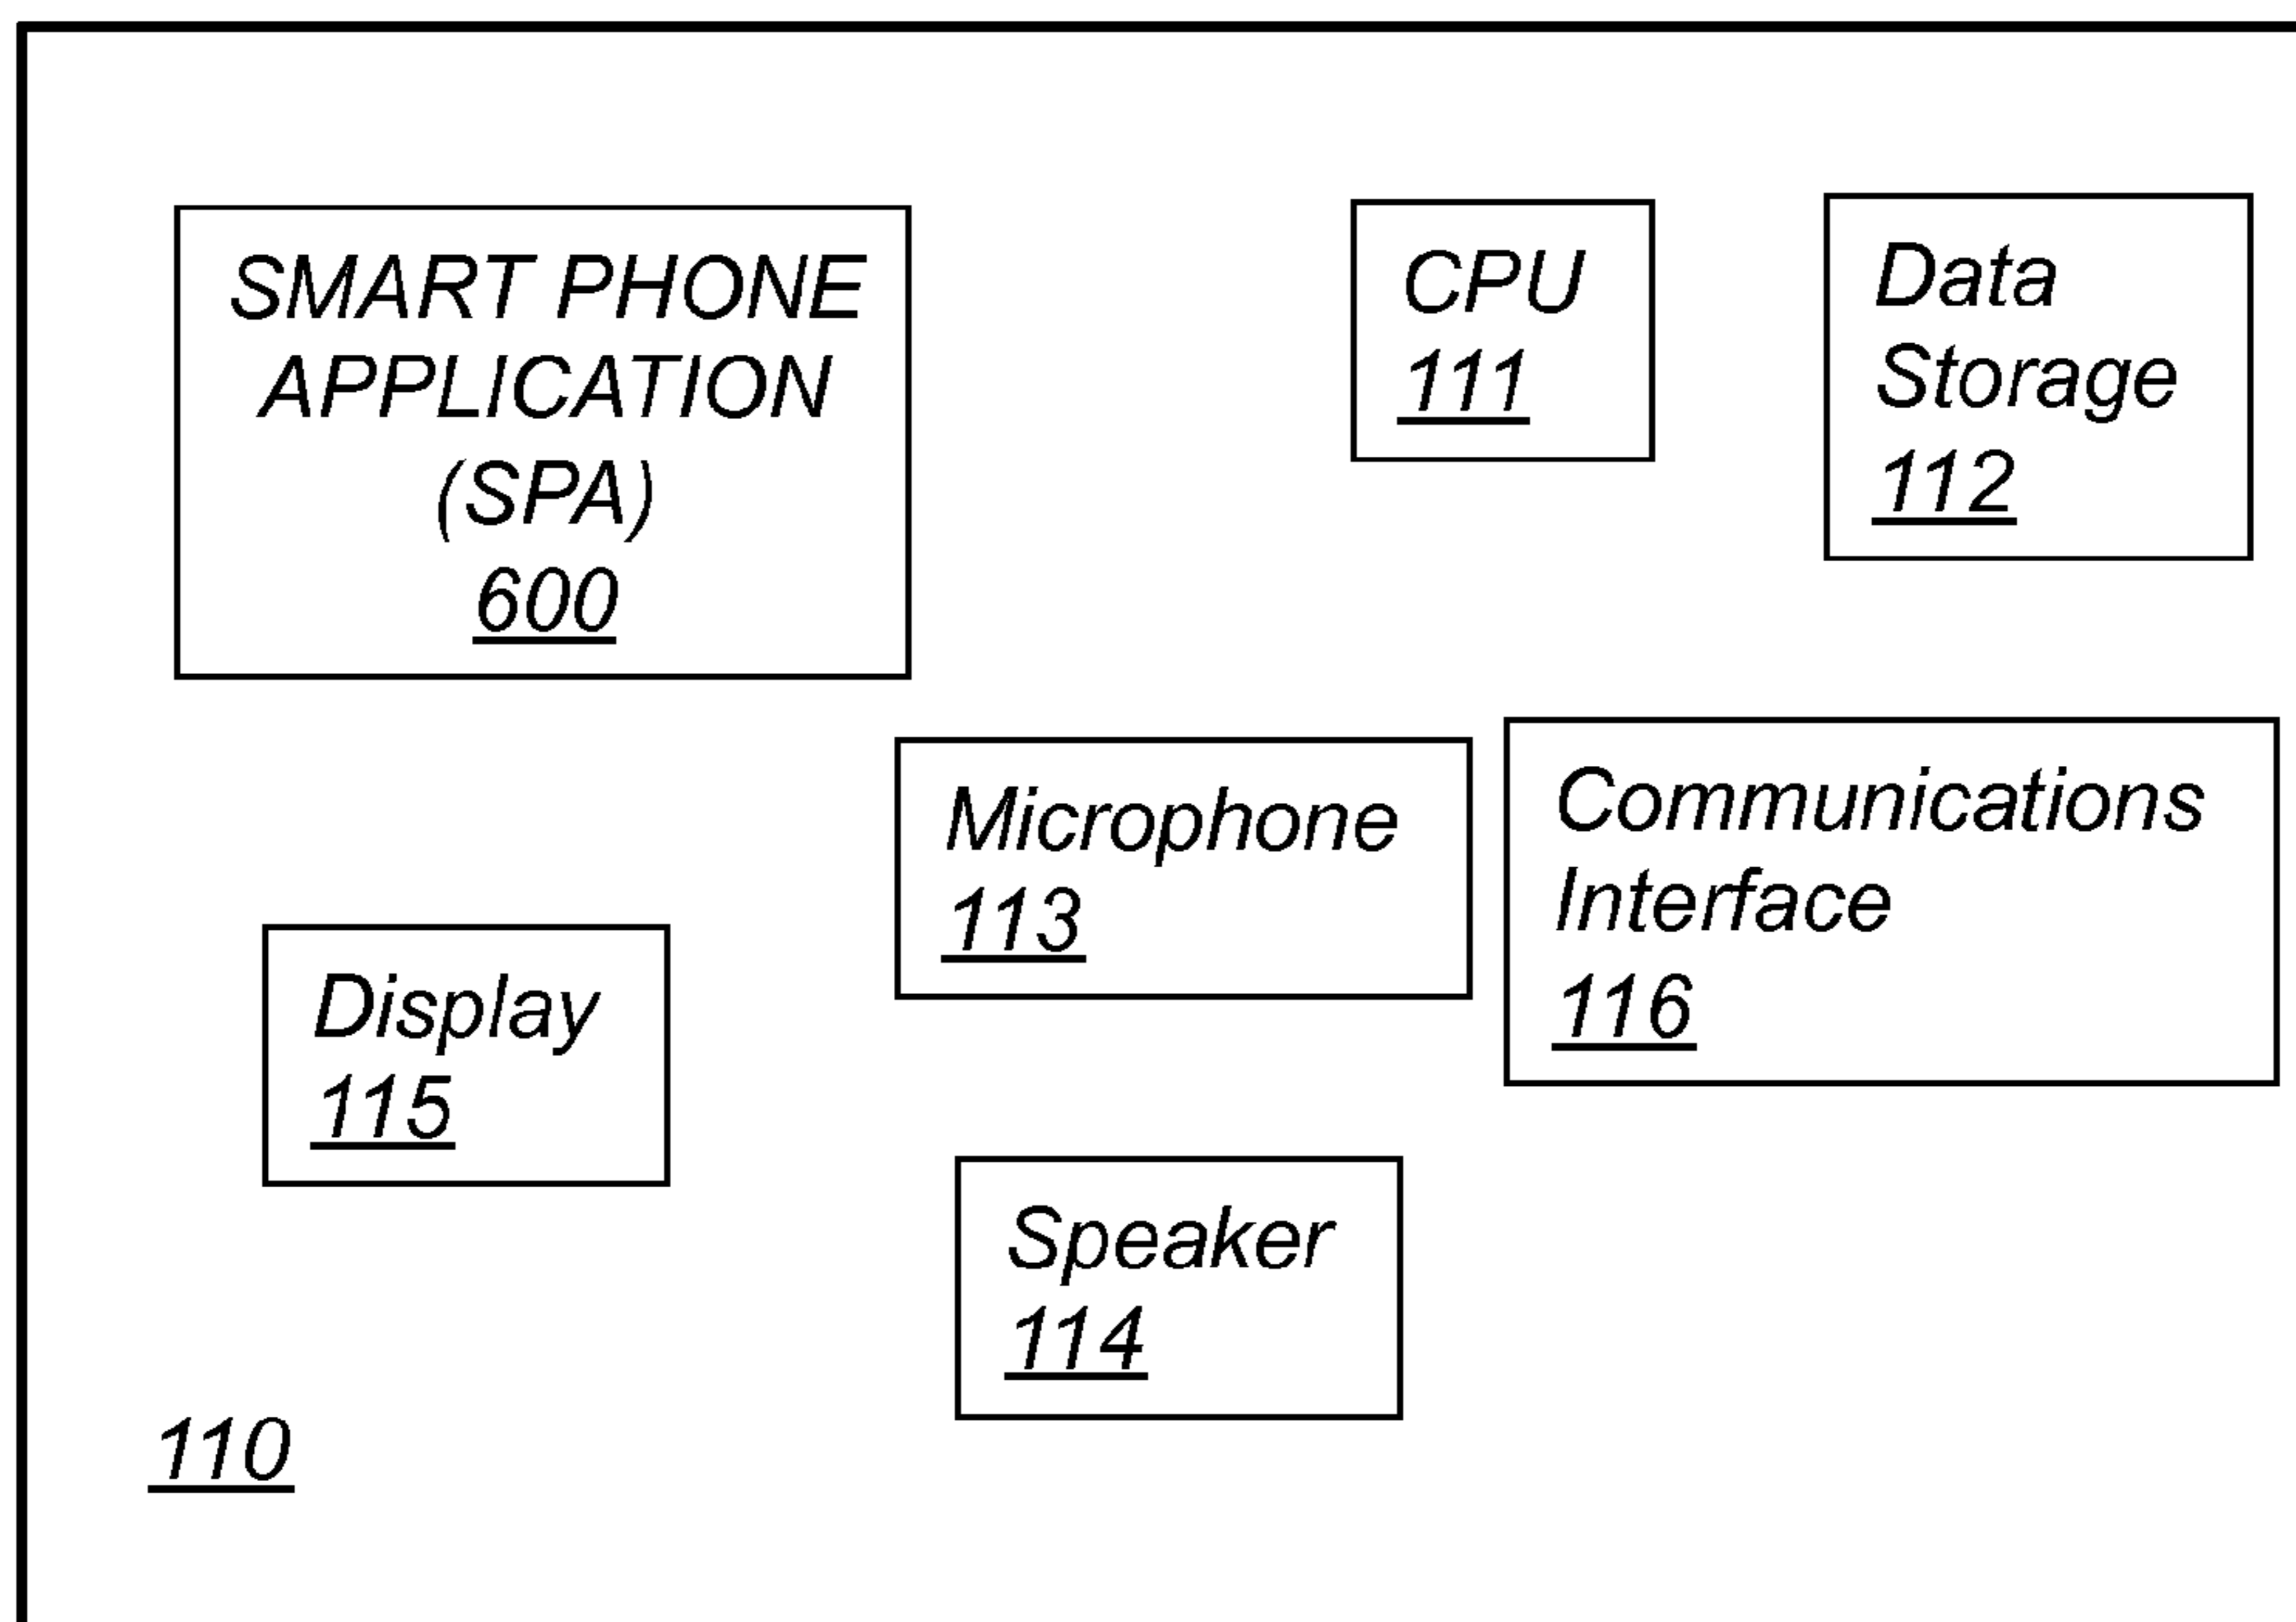 SMART PHONE
APPLICATION
(SPA)
600
CPU
111
Data
Storage
112
Microphone
113
Communications
Interface
116
Display
115
Speaker
114
110